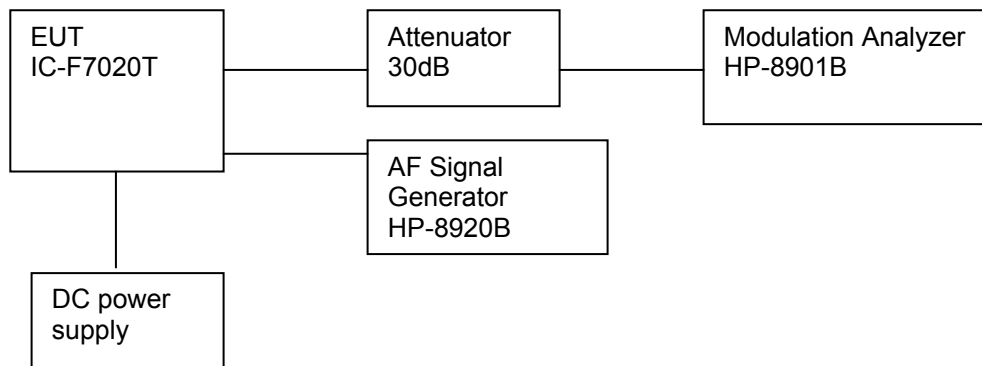 EUT
IC-F7020T
Attenuator
30dB
Modulation Analyzer
HP-8901B
AF Signal
Generator
HP-8920B
DC power
supply